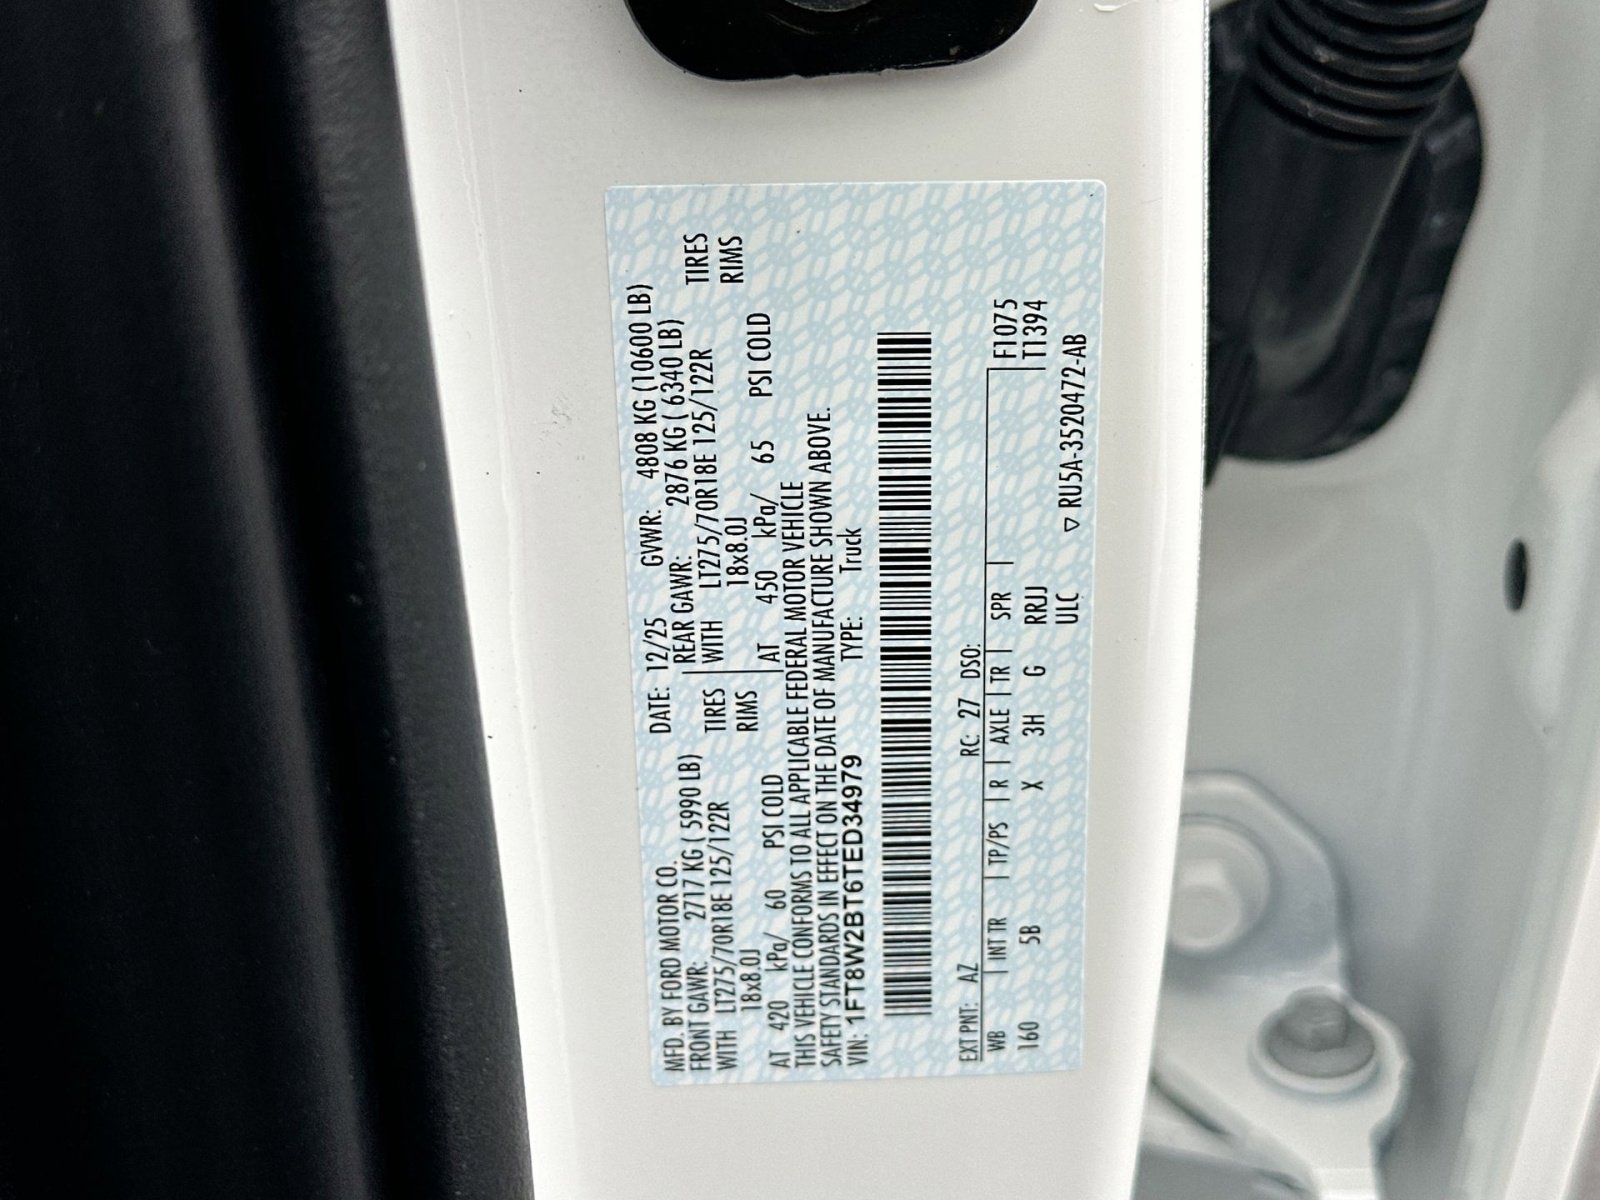 MFD. BY FORD MOTOR CO. DATE: 12/25 GVWR: 4808 KG (10600 LB)
FRONT GAWR: 2717 KG ( 5990 LB) REAR GAWR: 2876 KG ( 6340 LB)
WITH LT275/70R18E 125/122R TIRES WITH LT275/70R18E 125/122R TIRES
18x8.0J RIMS 18x8.0J RIMS
AT 420 kPa/ 60 PSI COLD AT 450 kPa/ 65 PSI COLD
THIS VEHICLE CONFORMS TO ALL APPLICABLE FEDERAL MOTOR VEHICLE
SAFETY STANDARDS IN EFFECT ON THE DATE OF MANUFACTURE SHOWN ABOVE.
VIN: 1FT8W2BT6TED34979 TYPE: Truck
EXT PNT: AZ RC: 27 DSO:
WB INT TR TP/PS R AXLE TR SPR F1075
160 5B X 3H G RRJJ T1394
ULC ▽ RU5A-3520472-AB